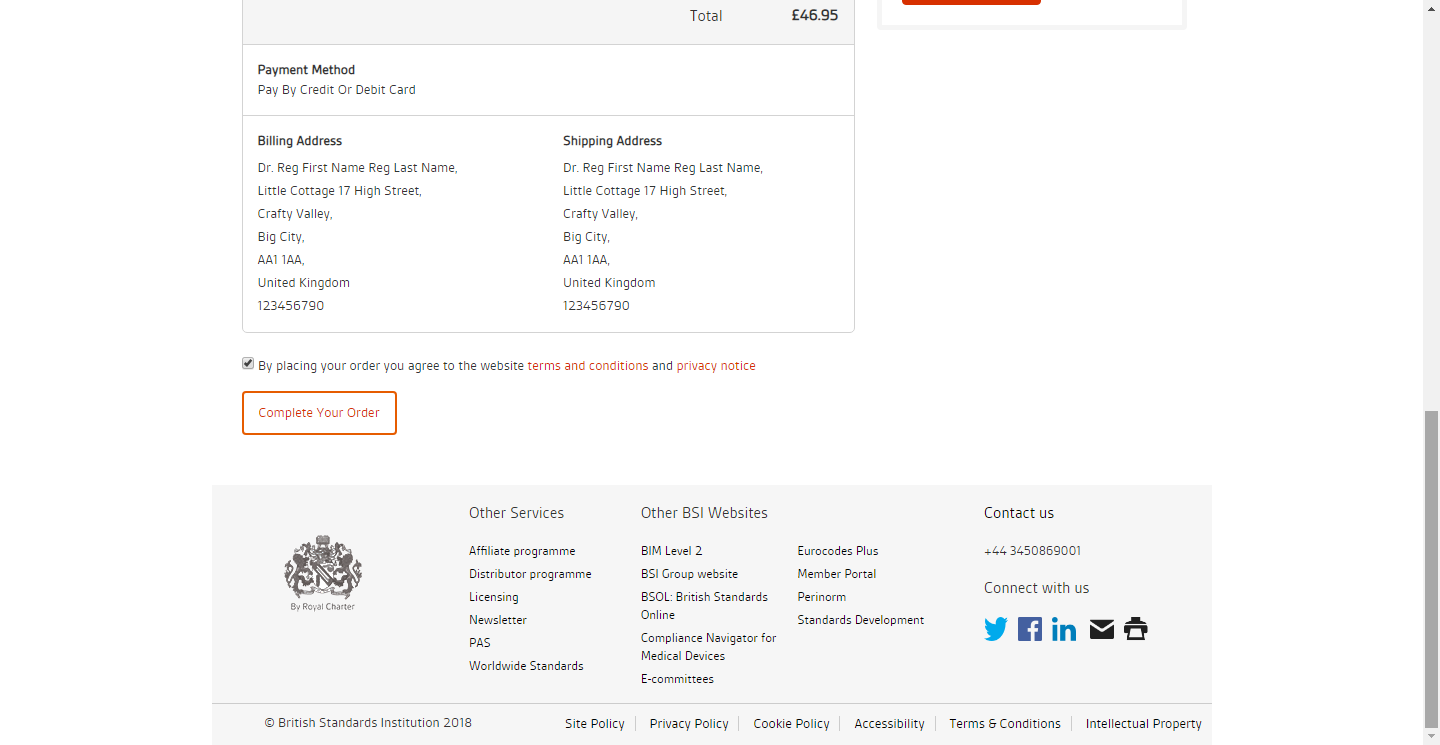 Total £46.95
Payment Method
Pay By Credit Or Debit Card
Billing Address
Dr. Reg First Name Reg Last Name,
Little Cottage 17 High Street,
Crafty Valley,
Big City,
AA1 1AA,
United Kingdom
123456790
Shipping Address
Dr. Reg First Name Reg Last Name,
Little Cottage 17 High Street,
Crafty Valley,
Big City,
AA1 1AA,
United Kingdom
123456790
By placing your order you agree to the website terms and conditions and privacy notice
Complete Your Order
By Royal Charter
Other Services
Affiliate programme
Distributor programme
Licensing
Newsletter
PAS
Worldwide Standards
Other BSI Websites
BIM Level 2
BSI Group website
BSOL: British Standards
Online
Compliance Navigator for
Medical Devices
E-committees
Eurocodes Plus
Member Portal
Perinorm
Standards Development
Contact us
+44 3450869001
Connect with us
© British Standards Institution 2018
Site Policy
Privacy Policy
Cookie Policy
Accessibility
Terms & Conditions
Intellectual Property